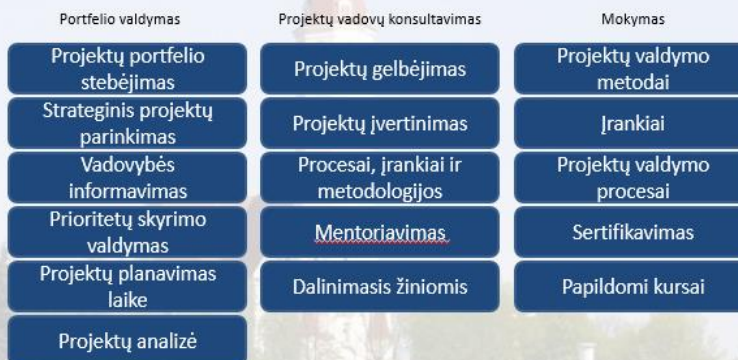 Portfelio valdymas
Projektų portfelio
stebėjimas
Strateginis projektų
parinkimas
Vadovybės
informavimas
Prioritetų skyrimo
valdymas
Projektų planavimas
laike
Projektų analizė
Projektų vadovų konsultavimas
Projektų gelbėjimas
Projektų įvertinimas
Procesai, įrankiai ir
metodologijos
Mentoriavimas
Dalinimasis žiniomis
Mokymas
Projektų valdymo
metodai
Įrankiai
Projektų valdymo
procesai
Sertifikavimas
Papildomi kursai